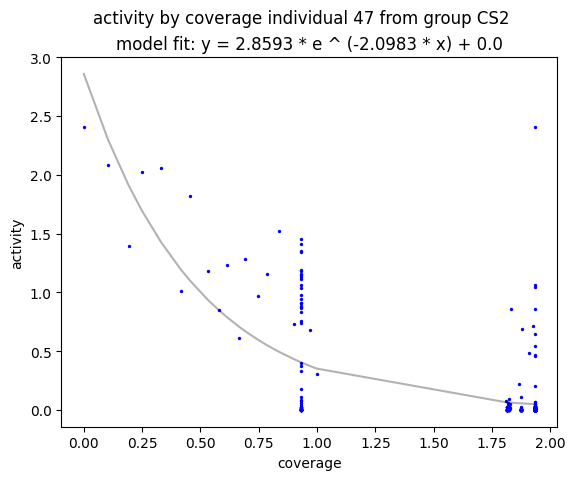 activity by coverage individual 47 from group CS2
model fit: y = 2.8593 * e ^ (-2.0983 * x) + 0.0
3.0
2.5
2.0
1.5
1.0
0.5
0.0
activity
0.00 0.25 0.50 0.75 1.00 1.25 1.50 1.75 2.00
coverage